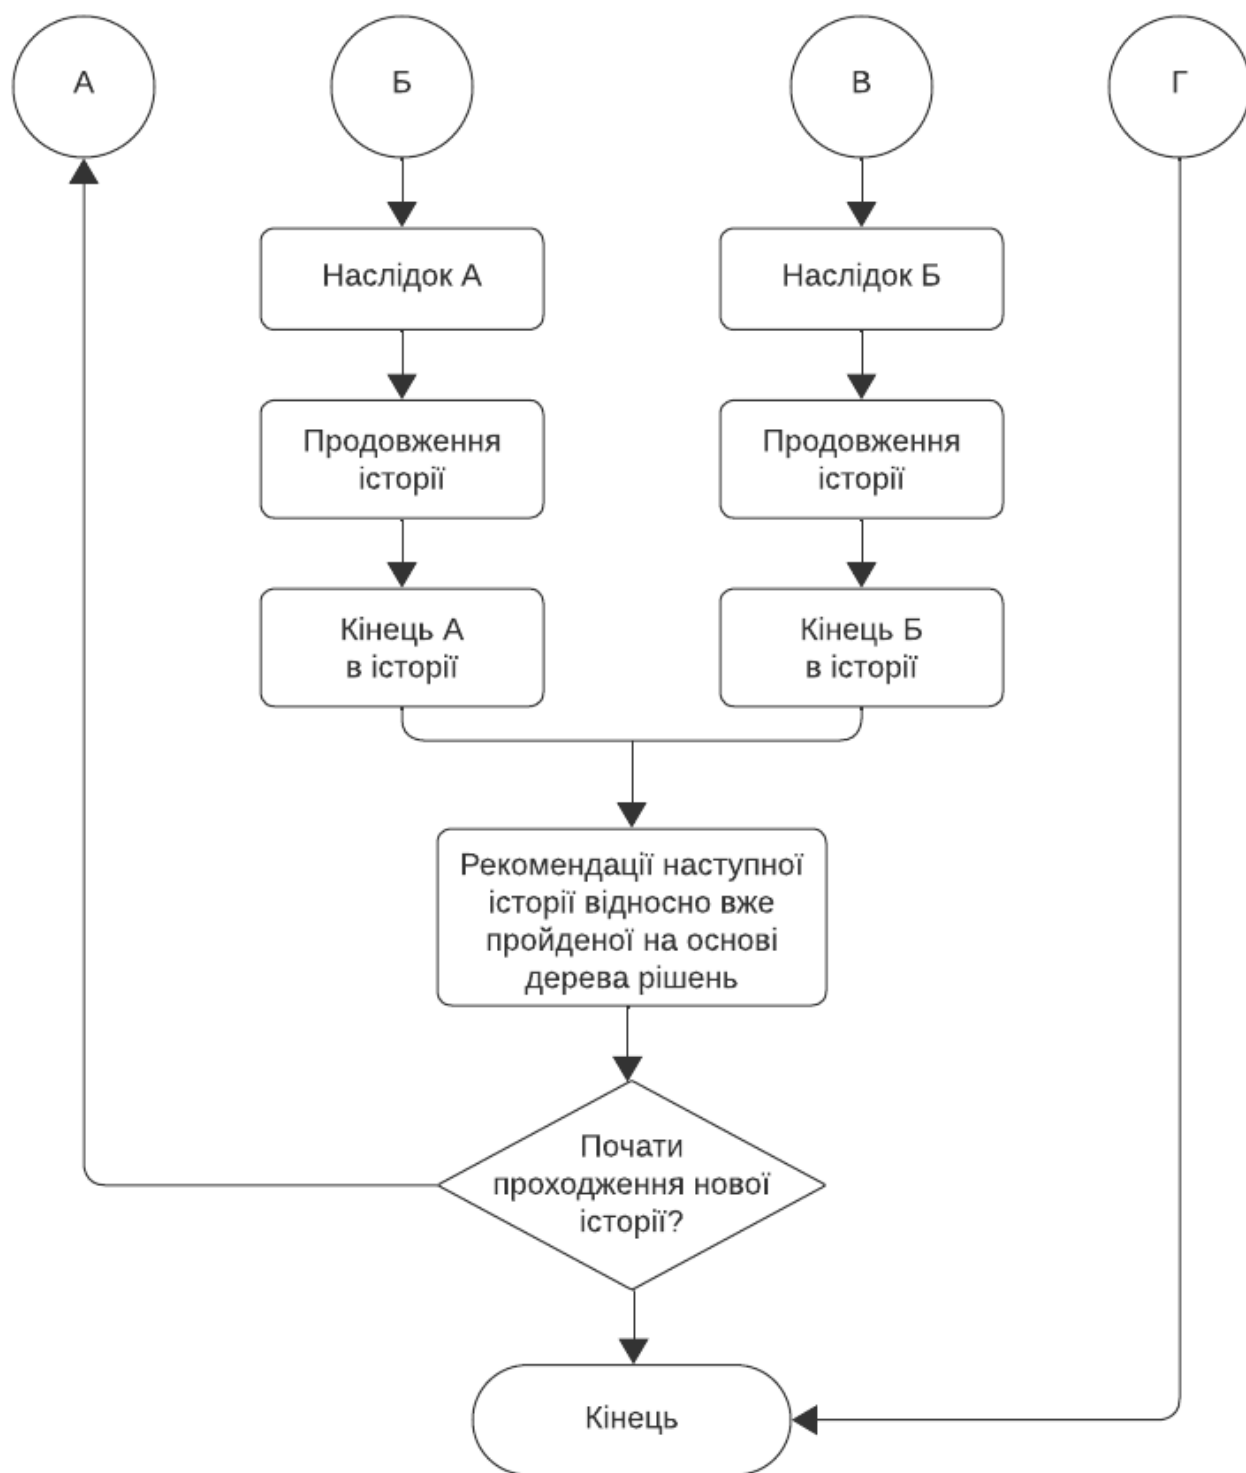 А
Б
В
Г
Наслідок А
Наслідок Б
Продовження
історії
Продовження
історії
Кінець А
в історії
Кінець Б
в історії
Рекомендації наступної
історії відносно вже
пройденої на основі
дерева рішень
Почати
проходження нової
історії?
Кінець